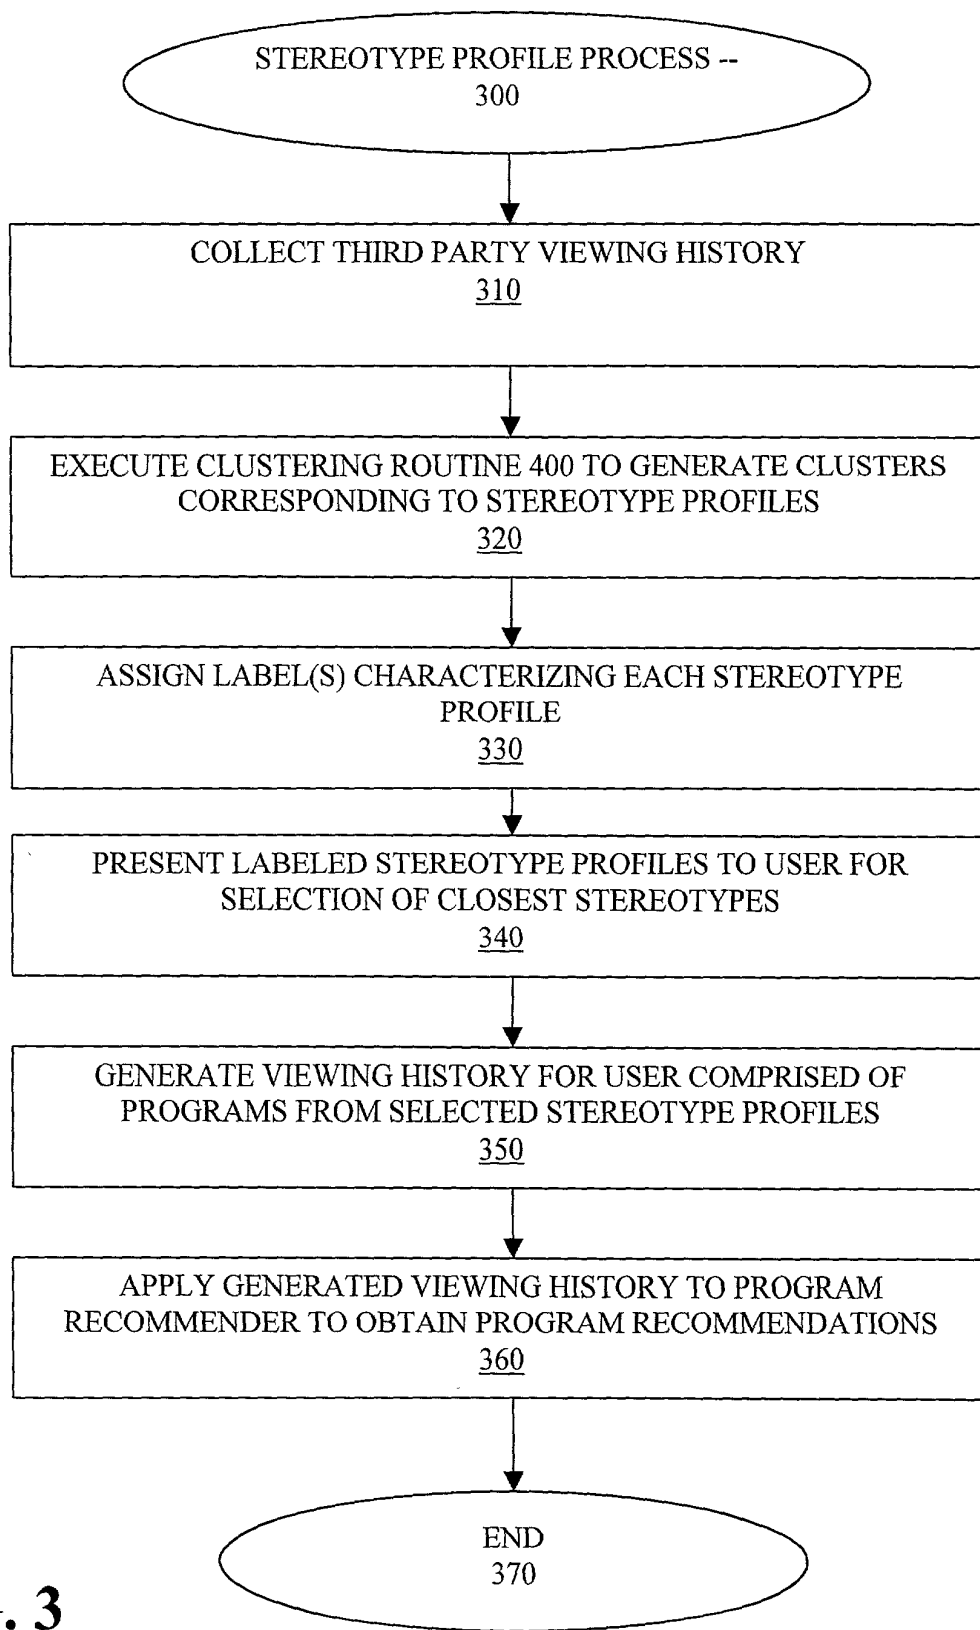 STEREOTYPE PROFILE PROCESS --
300
COLLECT THIRD PARTY VIEWING HISTORY
310
EXECUTE CLUSTERING ROUTINE 400 TO GENERATE CLUSTERS
CORRESPONDING TO STEREOTYPE PROFILES
320
ASSIGN LABEL(S) CHARACTERIZING EACH STEREOTYPE
PROFILE
330
PRESENT LABELED STEREOTYPE PROFILES TO USER FOR
SELECTION OF CLOSEST STEREOTYPES
340
GENERATE VIEWING HISTORY FOR USER COMPRISED OF
PROGRAMS FROM SELECTED STEREOTYPE PROFILES
350
APPLY GENERATED VIEWING HISTORY TO PROGRAM
RECOMMENDER TO OBTAIN PROGRAM RECOMMENDATIONS
360
END
370
. 3